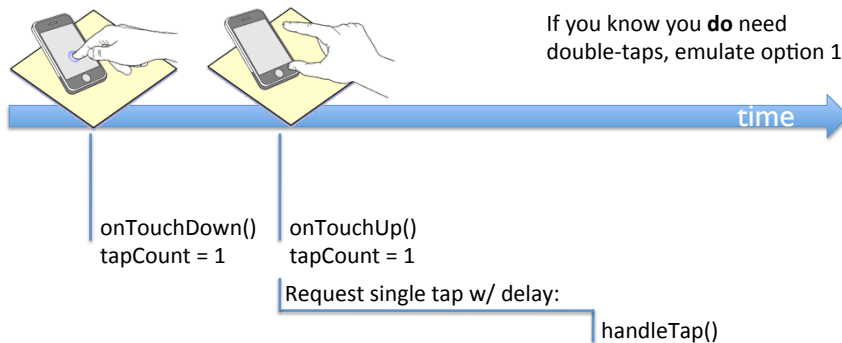 If you know you do need
double-taps, emulate option 1
time
onTouchDown()
tapCount = 1
onTouchUp()
tapCount = 1
Request single tap w/ delay:
handleTap()